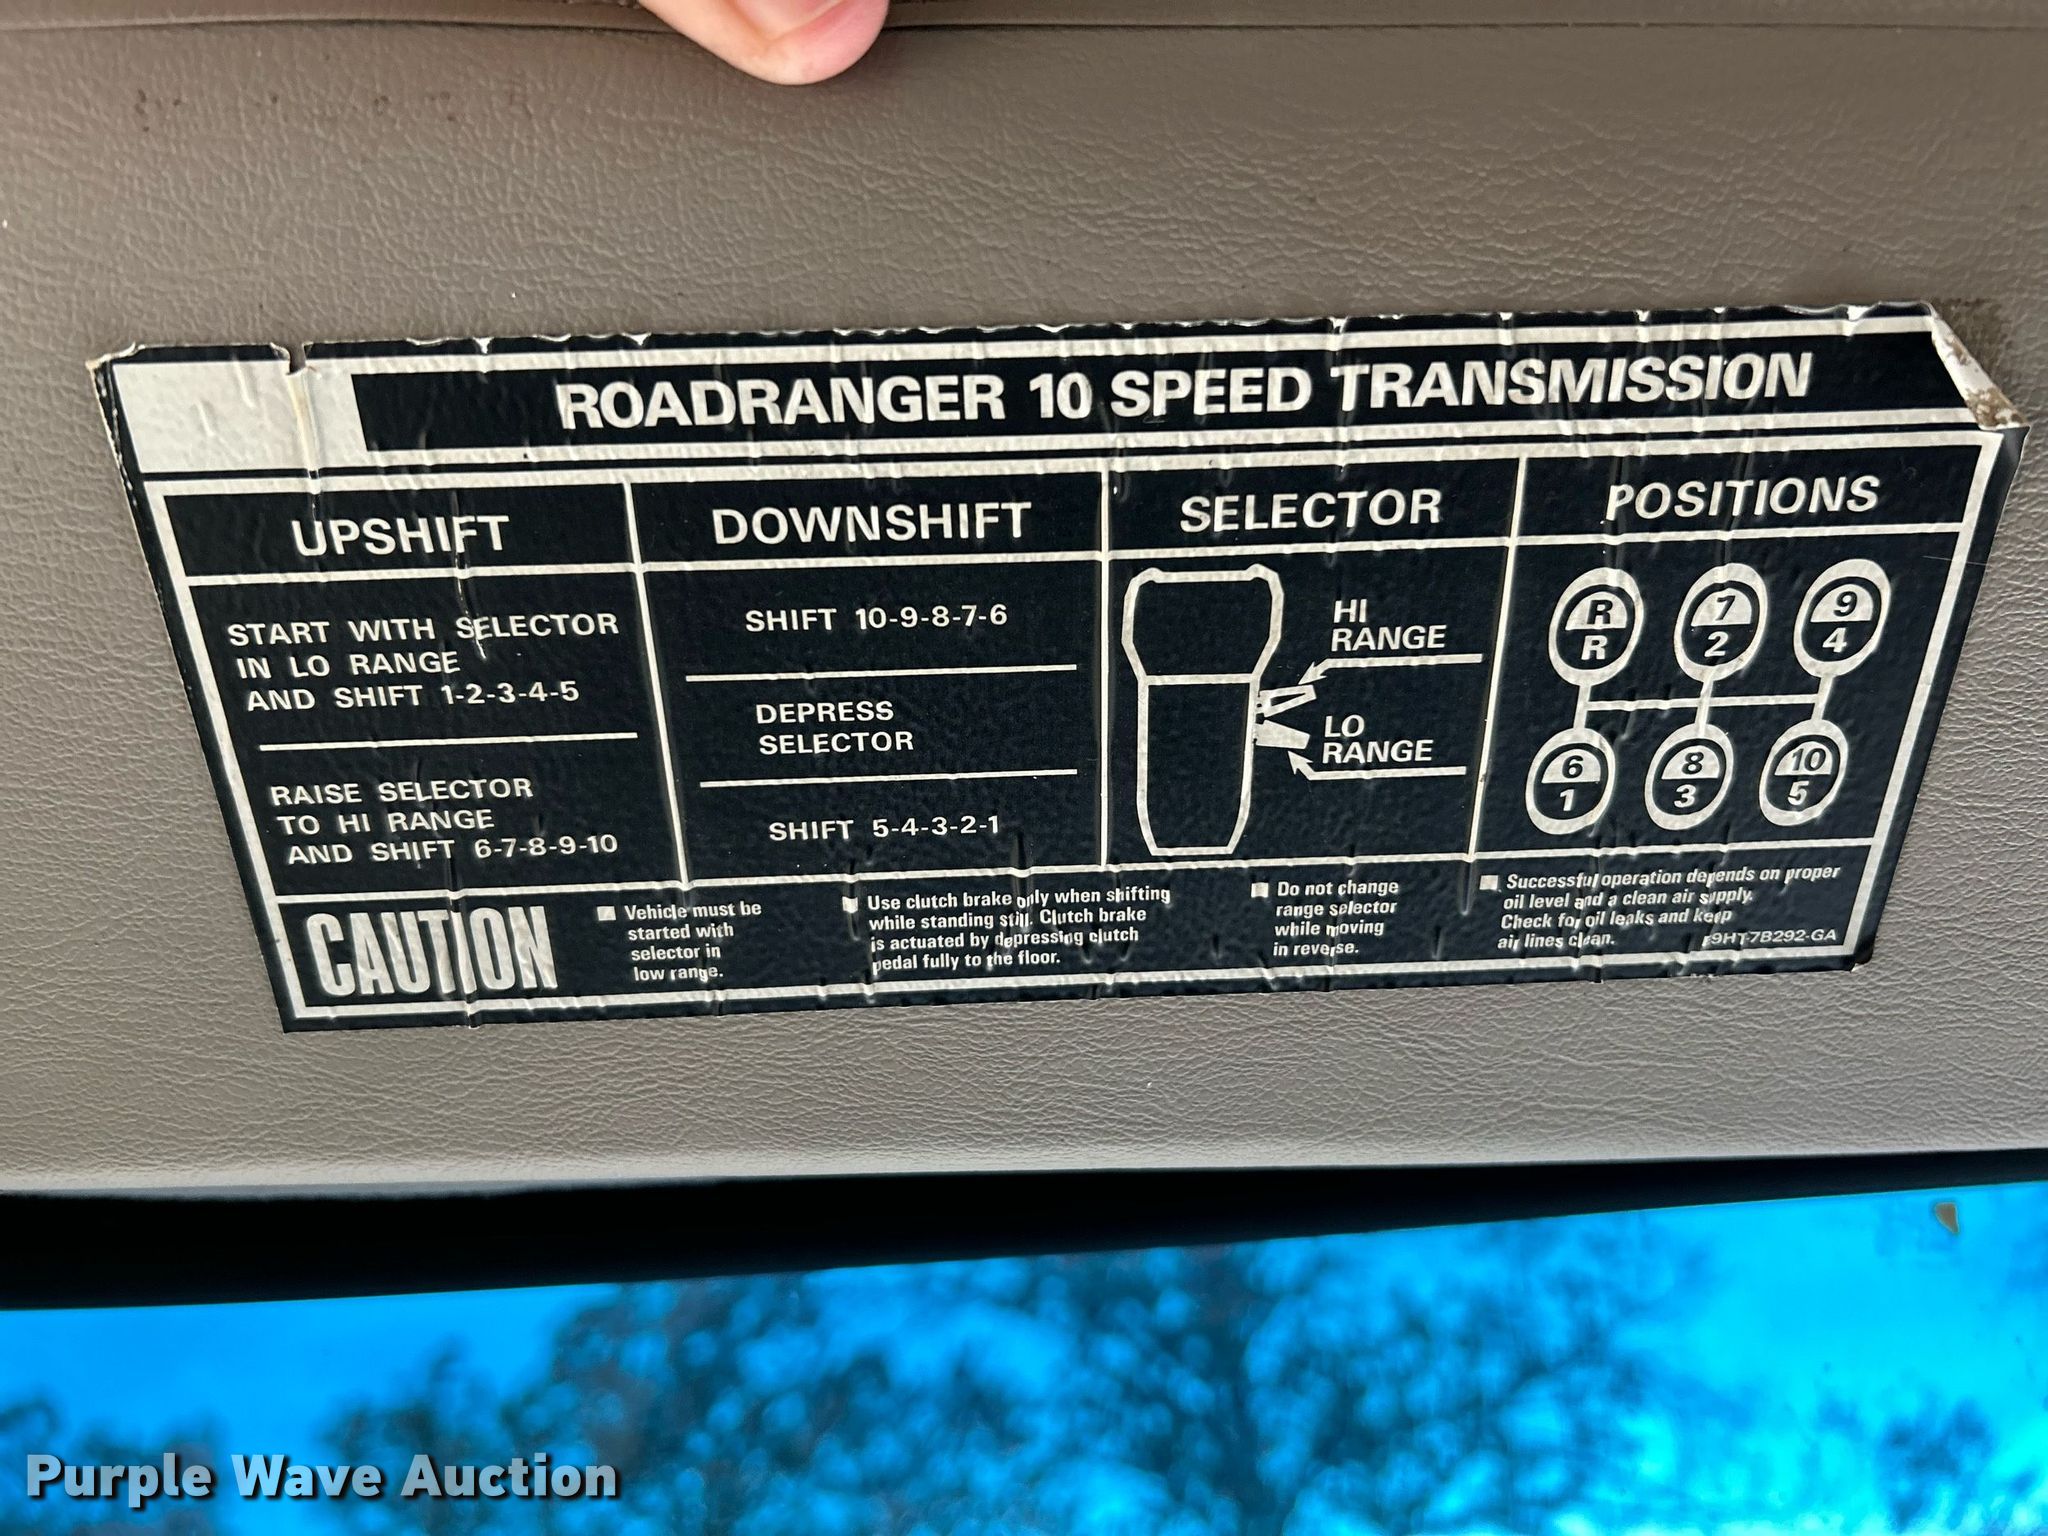 ROADRANGER 10 SPEED TRANSMISSION
UPSHIFT
START WITH SELECTOR
IN LO RANGE
AND SHIFT 1-2-3-4-5
RAISE SELECTOR
TO HI RANGE
AND SHIFT 6-7-8-9-10
DOWNSHIFT
SHIFT 10-9-8-7-6
DEPRESS
SELECTOR
SHIFT 5-4-3-2-1
SELECTOR
HI
RANGE
LO
RANGE
POSITIONS
R 7 9
R 2 4
6 8 10
1 3 5
CAUTION
Vehicle must be
started with
selector in
low range.
Use clutch brake only when shifting
while standing still. Clutch brake
is actuated by depressing clutch
pedal fully to the floor.
Do not change
range selector
while moving
in reverse.
Successful operation depends on proper
oil level and a clean air supply.
Check for oil leaks and keep
air lines clean.
Purple Wave Auction